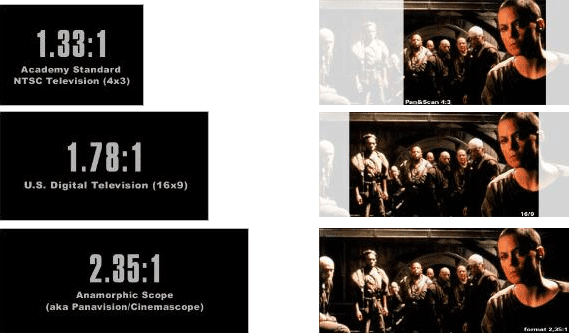 1.33:1
Academy Standard
NTSC Television (4x3)
Pan&Scan 4:3
1.78:1
U.S. Digital Television (16x9)
16/9
2.35:1
Anamorphic Scope
(aka Panavision/Cinemascope)
format 2,35:1